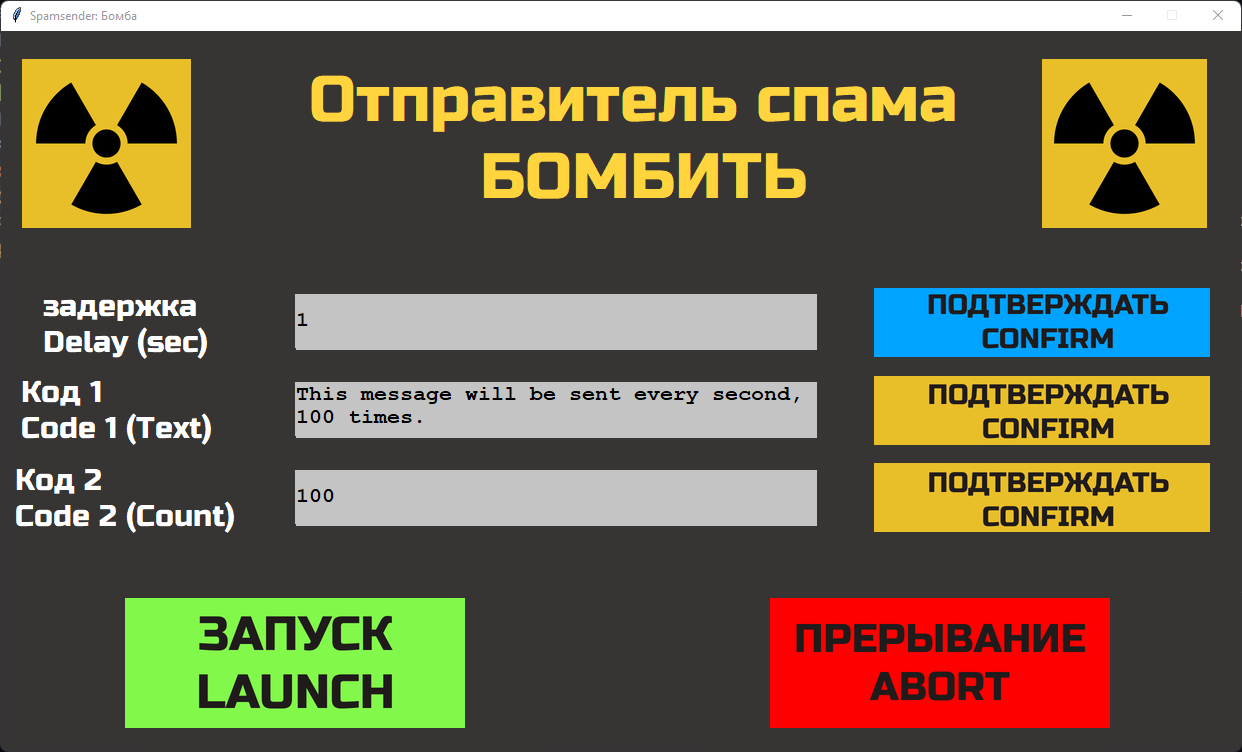 Spamsender: Бомба
Отправитель спама
БОМБИТЬ
задержка
Delay (sec)
1
ПОДТВЕРЖДАТЬ
CONFIRM
Код 1
Code 1 (Text)
This message will be sent every second,
100 times.
ПОДТВЕРЖДАТЬ
CONFIRM
Код 2
Code 2 (Count)
100
ПОДТВЕРЖДАТЬ
CONFIRM
ЗАПУСК
LAUNCH
ПРЕРЫВАНИЕ
ABORT